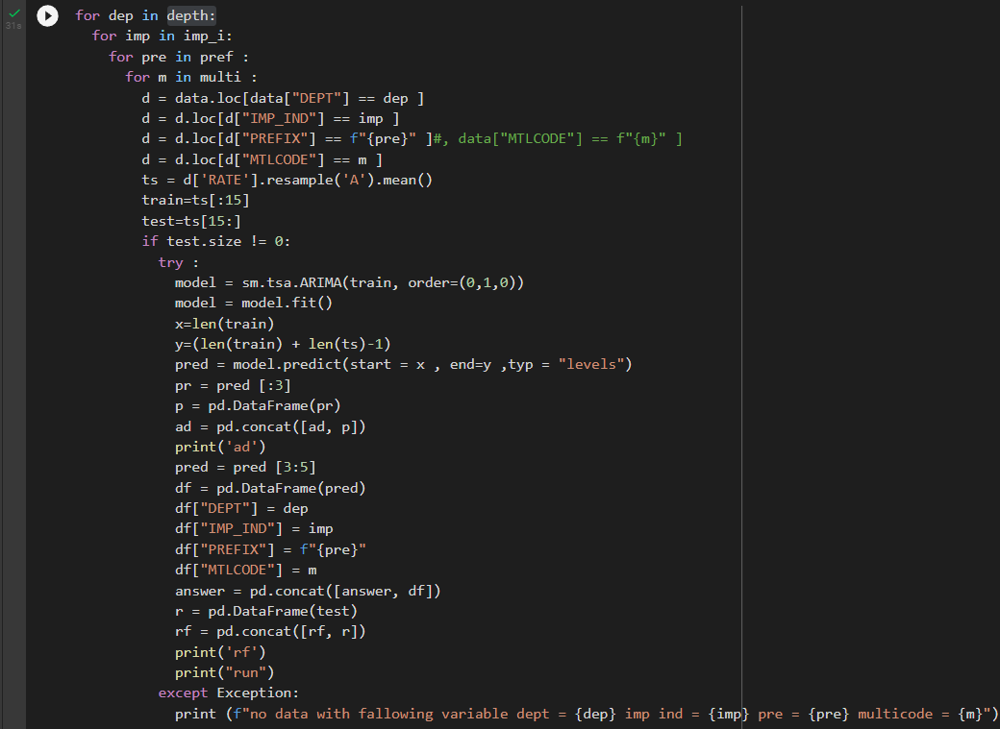 for dep in depth:
for imp in imp_i:
for pre in pref :
for m in multi :
d = data.loc[data["DEPT"] == dep ]
d = d.loc[d["IMP_IND"] == imp ]
d = d.loc[d["PREFIX"] == f"{pre}" ]#, data["MTLCODE"] == f"{m}" ]
d = d.loc[d["MTLCODE"] == m ]
ts = d['RATE'].resample('A').mean()
train=ts[:15]
test=ts[15:]
if test.size != 0:
try :
model = sm.tsa.ARIMA(train, order=(0,1,0))
model = model.fit()
x=len(train)
y=(len(train) + len(ts)-1)
pred = model.predict(start = x , end=y ,typ = "levels")
pr = pred [:3]
p = pd.DataFrame(pr)
ad = pd.concat([ad, p])
print('ad')
pred = pred [3:5]
df = pd.DataFrame(pred)
df["DEPT"] = dep
df["IMP_IND"] = imp
df["PREFIX"] = f"{pre}"
df["MTLCODE"] = m
answer = pd.concat([answer, df])
r = pd.DataFrame(test)
rf = pd.concat([rf, r])
print('rf')
print("run")
except Exception:
print (f"no data with fallowing variable dept = {dep} imp ind = {imp} pre = {pre} multicode = {m}")
31s